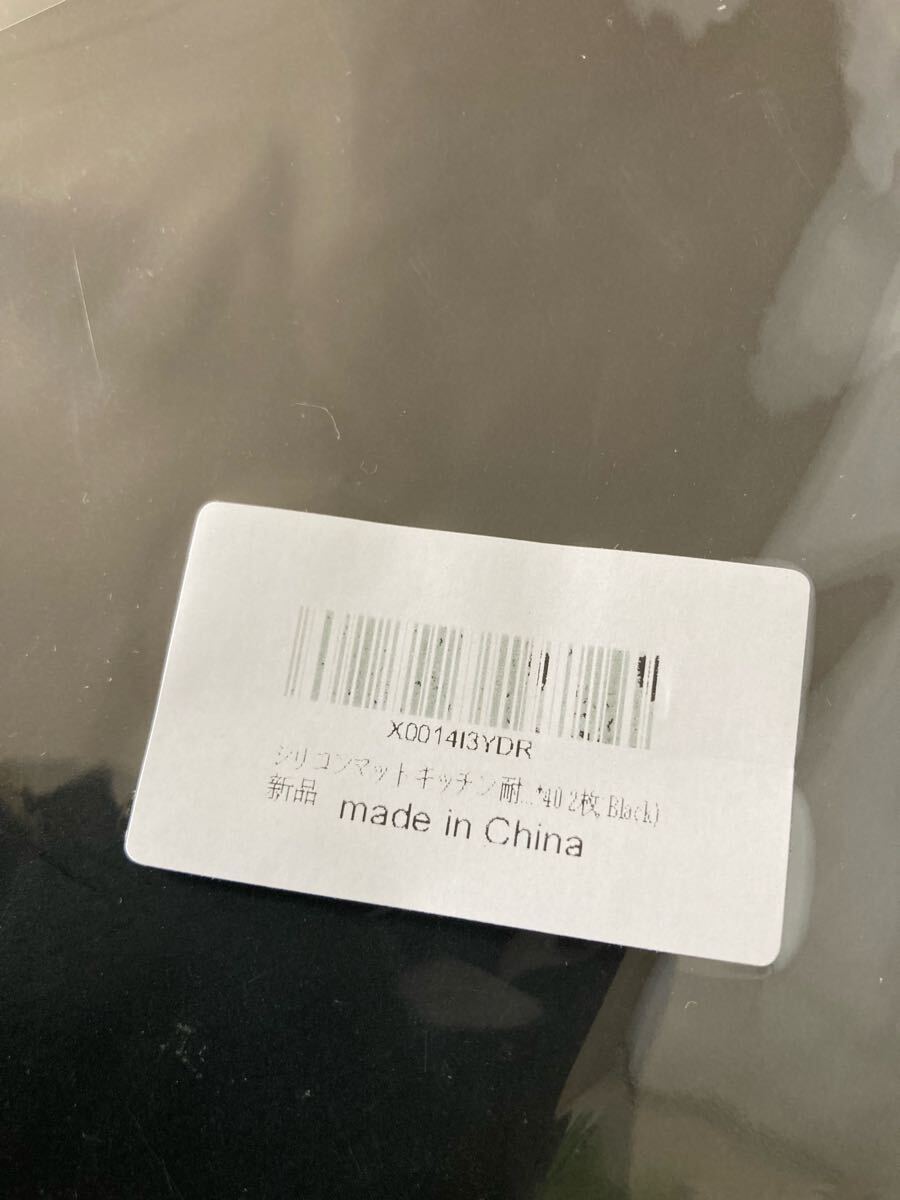 X0014I3YDR
シリコンマット キッチン 耐...*40 2枚, Black)
新品 made in China